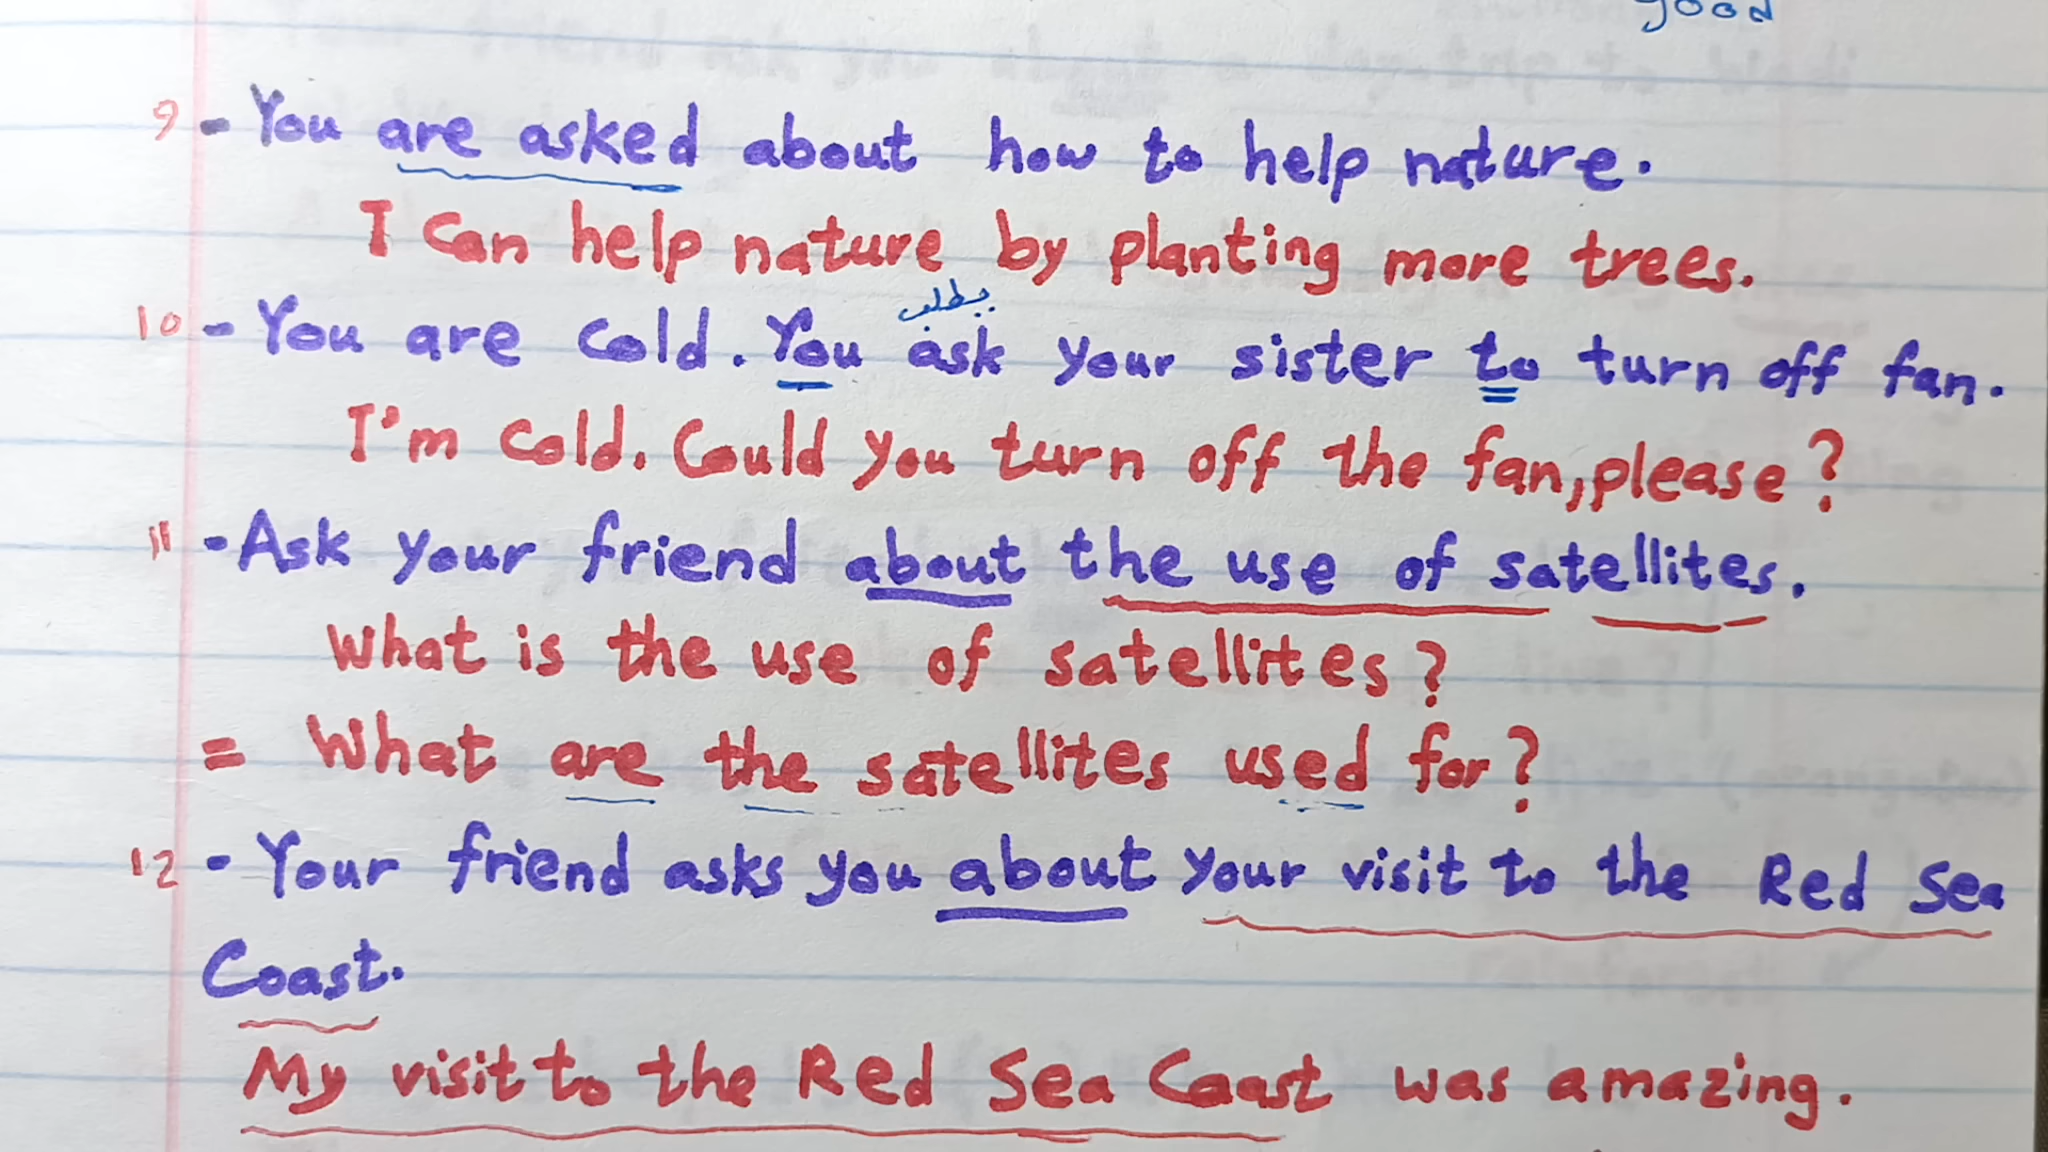 good
9 - You are asked about how to help nature.
I can help nature by planting more trees.
يطلب
10 - You are cold. You ask your sister to turn off fan.
I'm cold. Could you turn off the fan, please?
11 - Ask your friend about the use of satellites.
What is the use of satellites?
= What are the satellites used for?
12 - Your friend asks you about your visit to the Red Sea
Coast.
My visit to the Red Sea Coast was amazing.